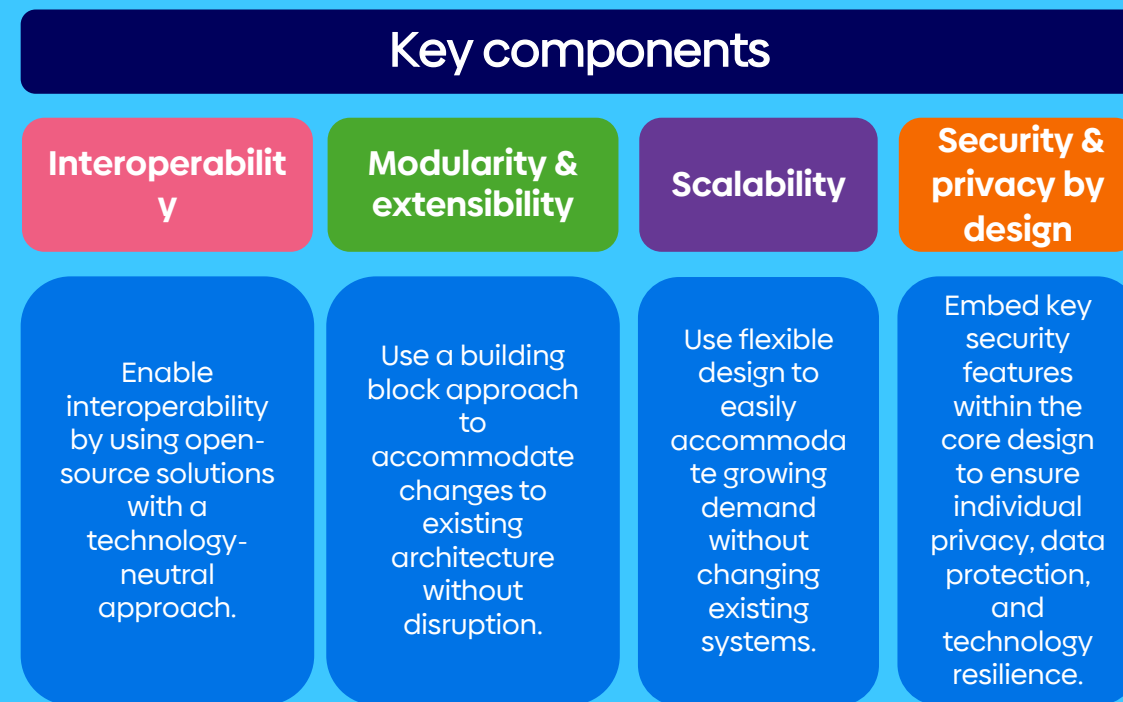 Key components
Interoperabilit
y
Modularity &
extensibility
Scalability
Security &
privacy by
design
Enable
interoperability
by using open-
source solutions
with a
technology-
neutral
approach.
Use a building
block approach
to
accommodate
changes to
existing
architecture
without
disruption.
Use flexible
design to
easily
accommoda
te growing
demand
without
changing
existing
systems.
Embed key
security
features
within the
core design
to ensure
individual
privacy, data
protection,
and
technology
resilience.